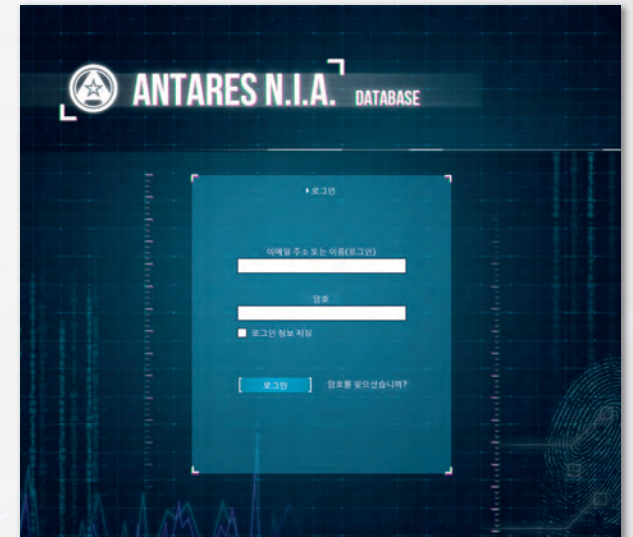 ANTARES N.I.A. DATABASE
로그인
이메일 주소 또는 이름(로그인)
암호
로그인 정보 저장
로그인 암호를 잊으셨습니까?